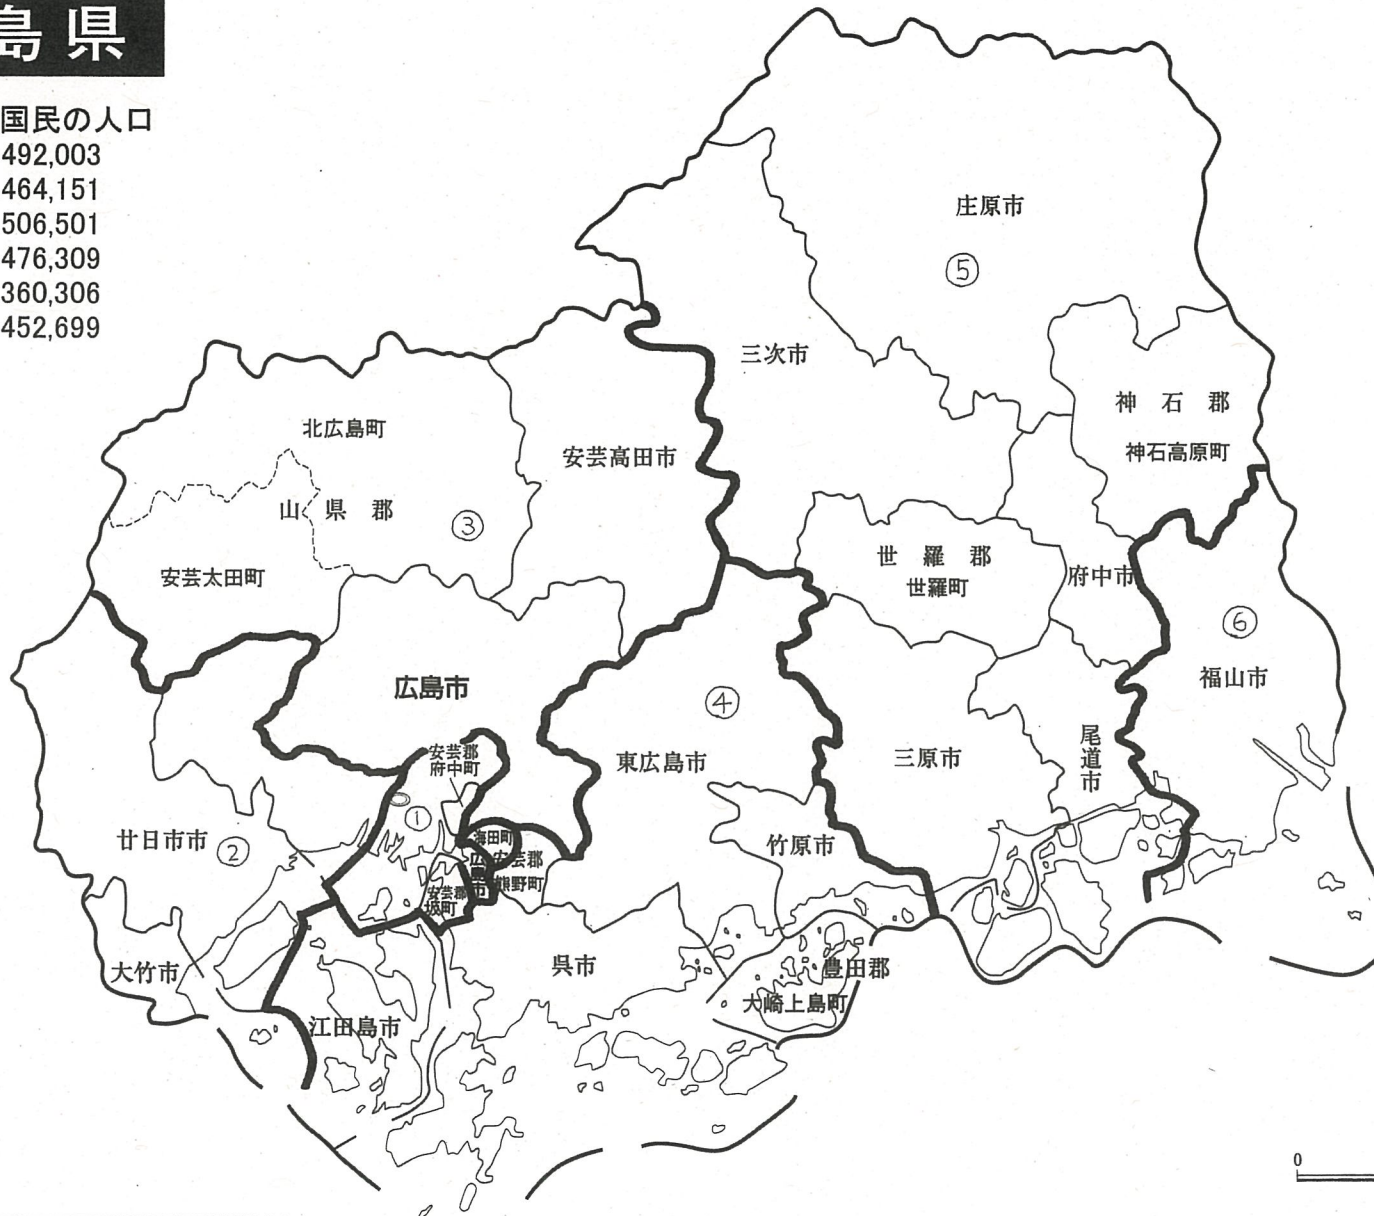 島県
国民の人口
492,003
464,151
506,501
476,309
360,306
452,699
庄原市
⑤
三次市
神石郡
神石高原町
北広島町
安芸高田市
山県郡
③
安芸太田町
世羅郡
世羅町
府中市
⑥
福山市
広島市
④
東広島市
三原市
尾道市
安芸郡
府中町
①
廿日市市
②
海田町
竹原市
安芸郡
熊野町
安芸郡
坂町
大竹市
呉市
豊田郡
大崎上島町
江田島市
0